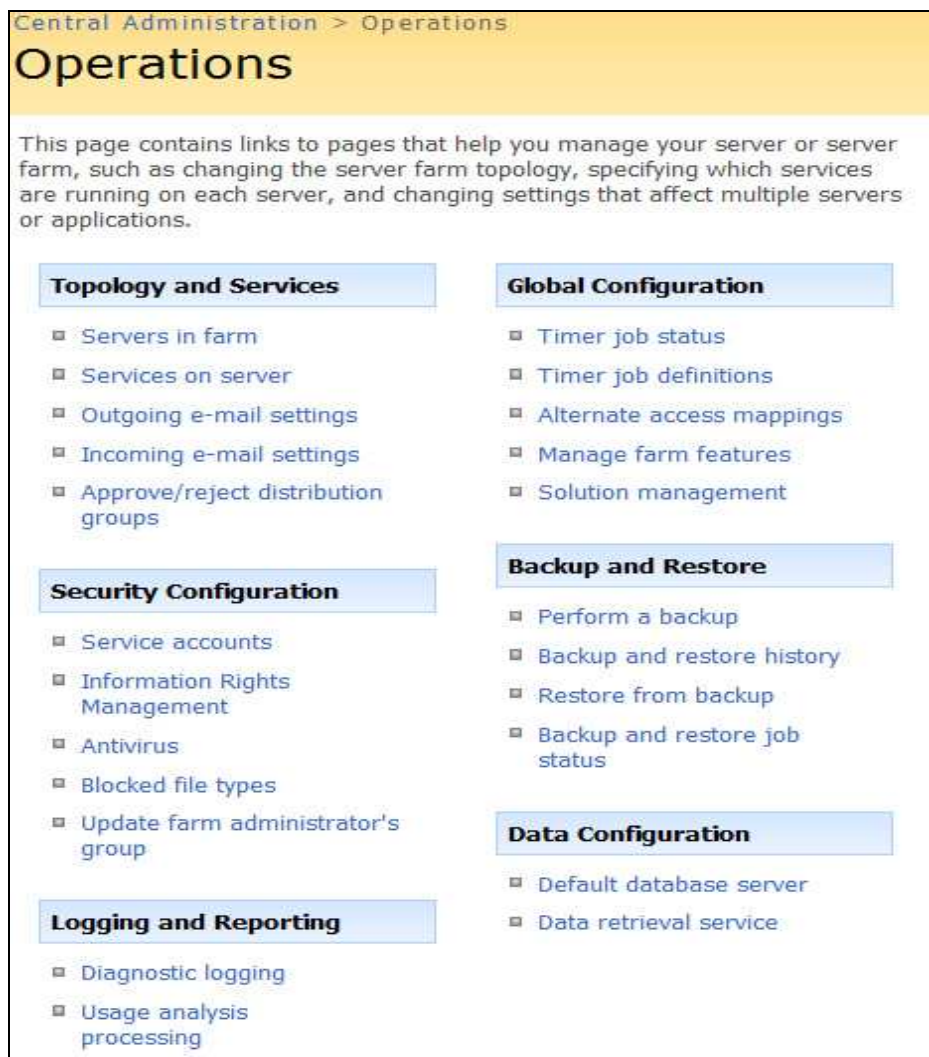 Central Administration > Operations
Operations
This page contains links to pages that help you manage your server or server
farm, such as changing the server farm topology, specifying which services
are running on each server, and changing settings that affect multiple servers
or applications.
Topology and Services
Servers in farm
Services on server
Outgoing e-mail settings
Incoming e-mail settings
Approve/reject distribution
groups
Security Configuration
Service accounts
Information Rights
Management
Antivirus
Blocked file types
Update farm administrator's
group
Logging and Reporting
Diagnostic logging
Usage analysis
processing
Global Configuration
Timer job status
Timer job definitions
Alternate access mappings
Manage farm features
Solution management
Backup and Restore
Perform a backup
Backup and restore history
Restore from backup
Backup and restore job
status
Data Configuration
Default database server
Data retrieval service